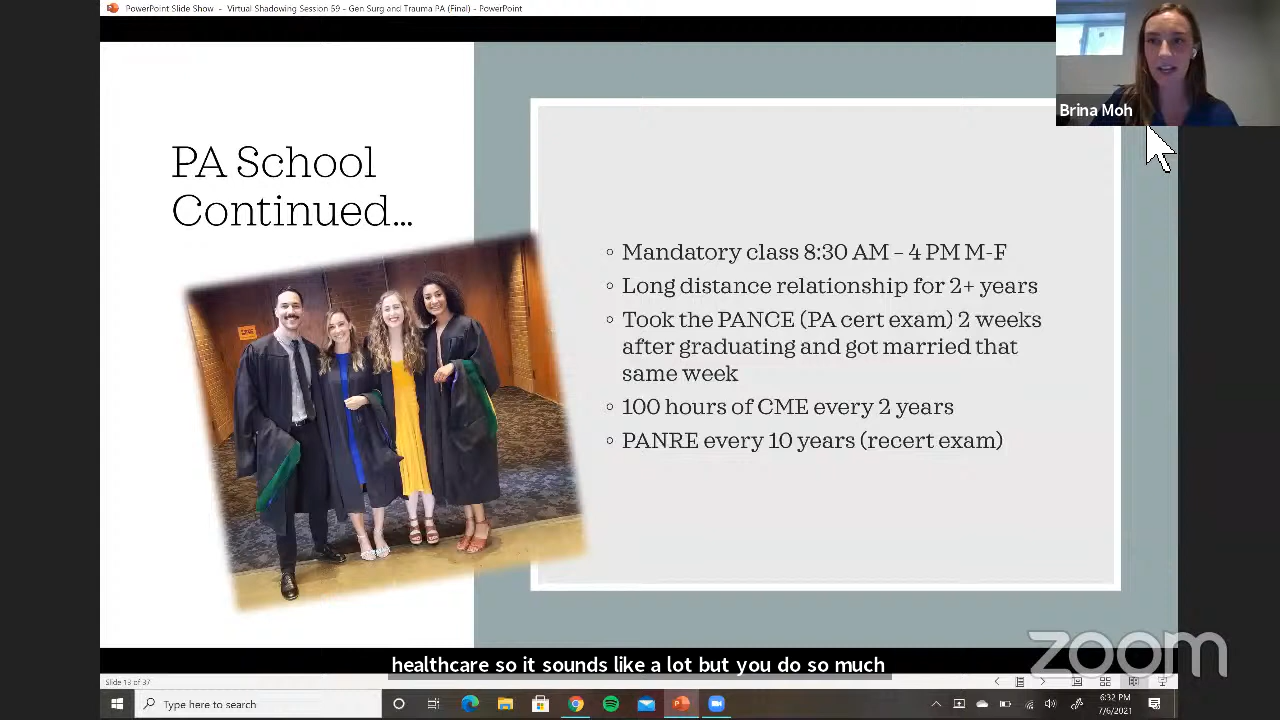 PowerPoint Slide Show - Virtual Shadowing Session 59 - Gen Surg and Trauma PA (Final) - PowerPoint
Brina Moh
PA School
Continued...
◦ Mandatory class 8:30 AM – 4 PM M-F
◦ Long distance relationship for 2+ years
◦ Took the PANCE (PA cert exam) 2 weeks
after graduating and got married that
same week
◦ 100 hours of CME every 2 years
◦ PANRE every 10 years (recert exam)
zoom
healthcare so it sounds like a lot but you do so much
Slide 13 of 37
Type here to search
6:32 PM
7/6/2021